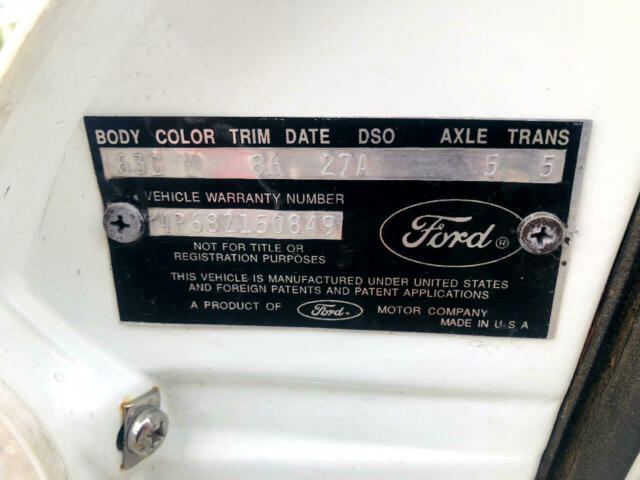 BODY COLOR TRIM DATE DSO AXLE TRANS
63C M 86 27A 5 5
VEHICLE WARRANTY NUMBER
4P68Z150849
Ford ®
NOT FOR TITLE OR
REGISTRATION PURPOSES
THIS VEHICLE IS MANUFACTURED UNDER UNITED STATES
AND FOREIGN PATENTS AND PATENT APPLICATIONS
A PRODUCT OF Ford MOTOR COMPANY
MADE IN U.S.A